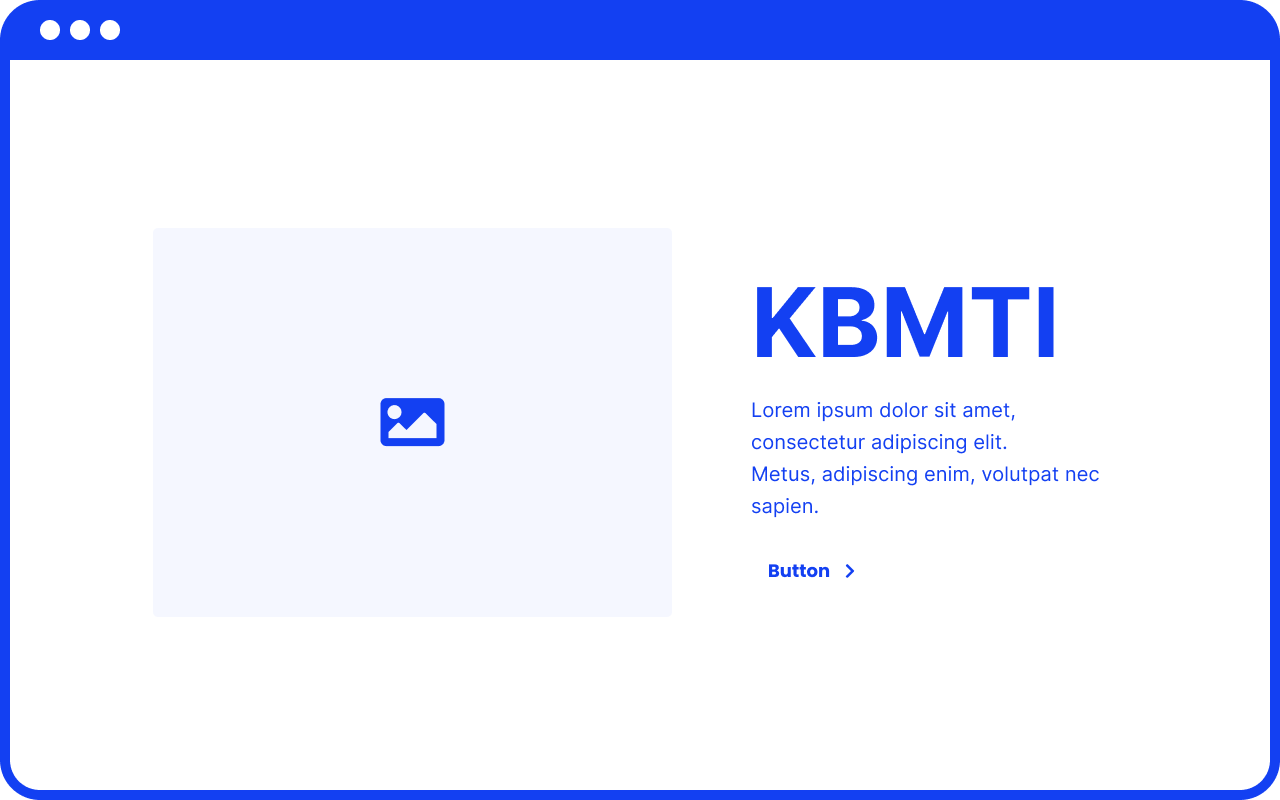 KBMTI
Lorem ipsum dolor sit amet,
consectetur adipiscing elit.
Metus, adipiscing enim, volutpat nec
sapien.
Button